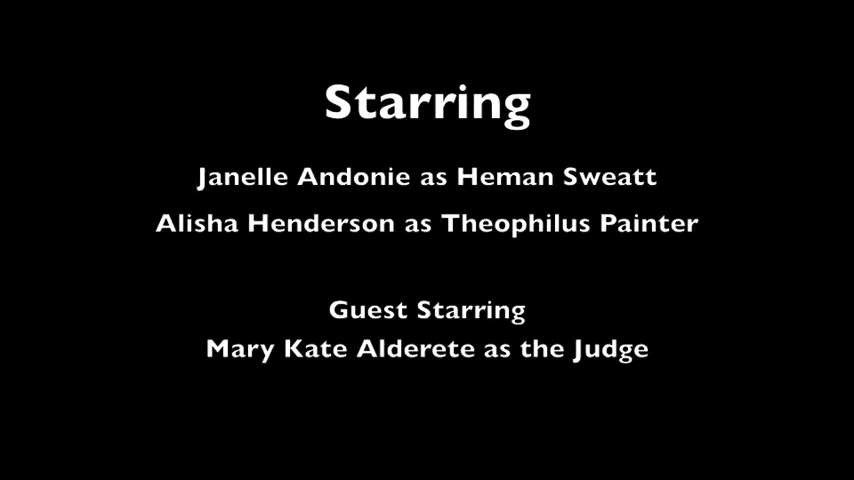 Starring
Janelle Andonie as Heman Sweatt
Alisha Henderson as Theophilus Painter
Guest Starring
Mary Kate Alderete as the Judge